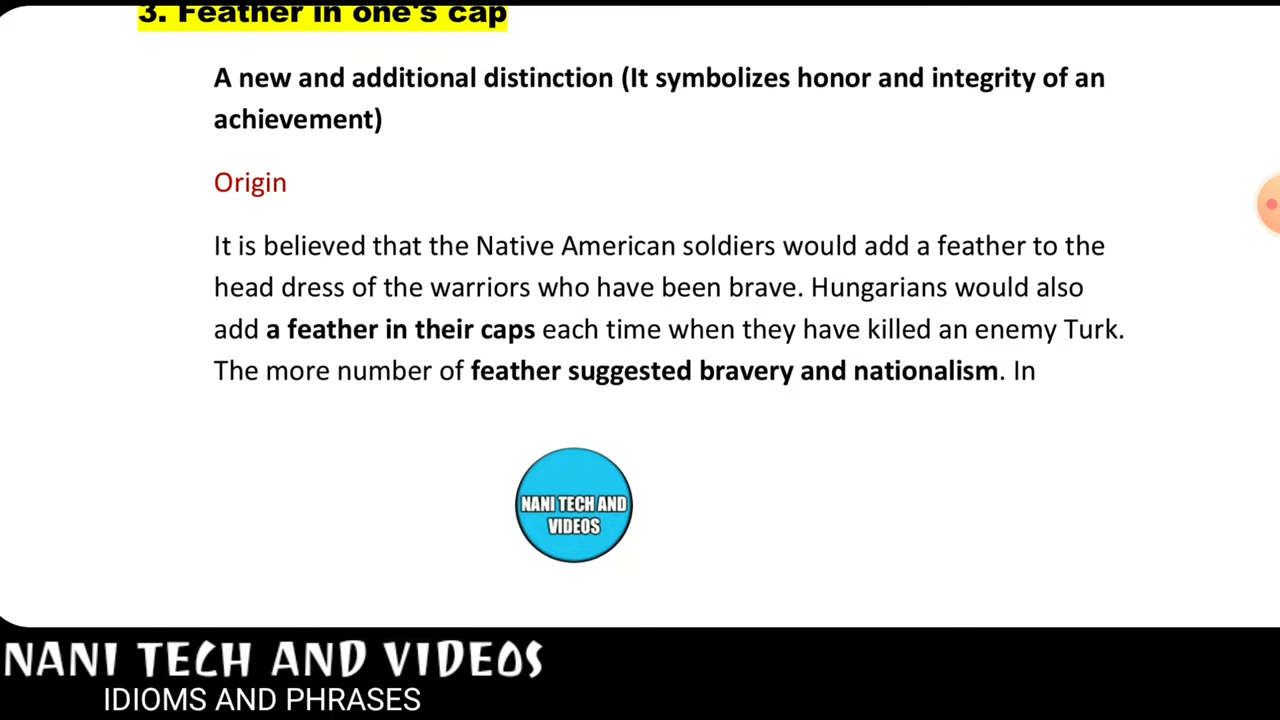 3. Feather in one's cap
A new and additional distinction (It symbolizes honor and integrity of an
achievement)
Origin
It is believed that the Native American soldiers would add a feather to the
head dress of the warriors who have been brave. Hungarians would also
add a feather in their caps each time when they have killed an enemy Turk.
The more number of feather suggested bravery and nationalism. In
NANI TECH AND
VIDEOS
NANI TECH AND VIDEOS
IDIOMS AND PHRASES